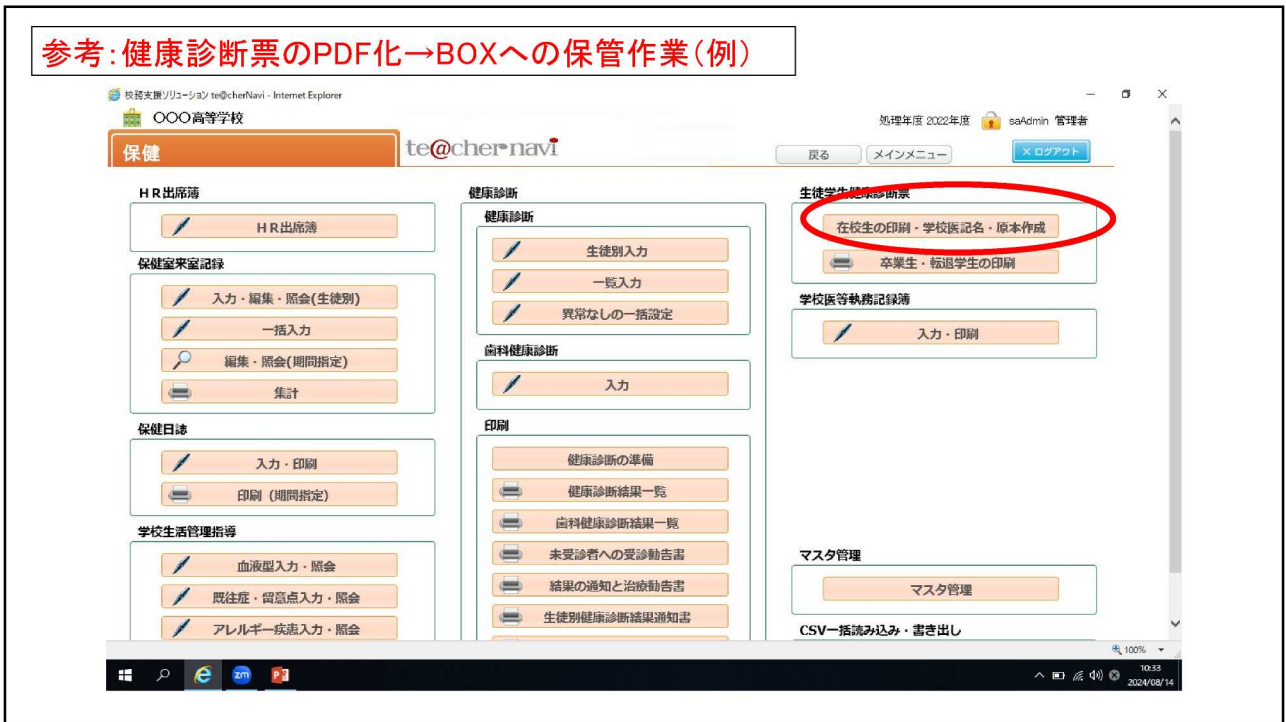 参考:健康診断票のPDF化→BOXへの保管作業(例)
校務支援ソリューション te@cherNavi - Internet Explorer
〇〇〇高等学校
処理年度 2022年度 saAdmin 管理者
保健
te@cher navi
戻る
メインメニュー
× ログアウト
HR出席簿
HR出席簿
保健室来室記録
入力・編集・照会(生徒別)
一括入力
編集・照会(期間指定)
集計
保健日誌
入力・印刷
印刷 (期間指定)
学校生活管理指導
血液型入力・照会
既往症・留意点入力・照会
アレルギー疾患入力・照会
健康診断
健康診断
生徒別入力
一覧入力
異常なしの一括設定
歯科健康診断
入力
印刷
健康診断の準備
健康診断結果一覧
歯科健康診断結果一覧
未受診者への受診勧告書
結果の通知と治療勧告書
生徒別健康診断結果通知書
生徒学生健康診断票
在校生の印刷・学校医記名・原本作成
卒業生・転退学生の印刷
学校医等執務記録簿
入力・印刷
マスタ管理
マスタ管理
CSV一括読み込み・書き出し
100%
10:33
2024/08/14